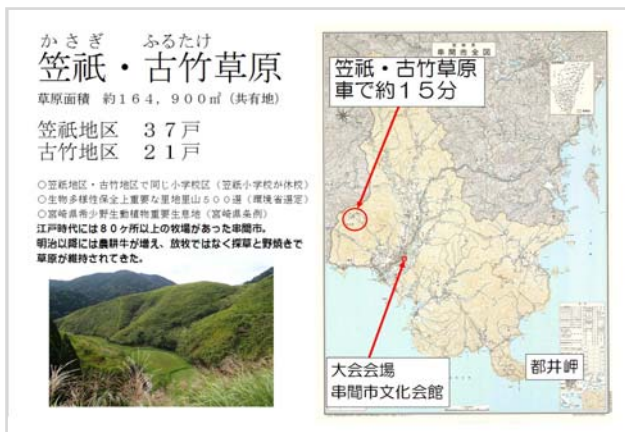 かさぎ　ふるたけ
笠祇・古竹草原
草原面積　約１６４，９００㎡（共有地）
笠祇地区　３７戸
古竹地区　２１戸
○笠祇地区・古竹地区で同じ小学校区（笠祇小学校が休校）
○生物多様性保全上重要な里地里山５００選（環境省選定）
○宮崎県希少野生動植物重要生息地（宮崎県条例）
江戸時代には８０ヶ所以上の牧場があった串間市。
明治以降には農耕牛が増え、放牧ではなく採草と野焼きで
草原が維持されてきた。
串間市全図
笠祇・古竹草原
車で約１５分
大会会場
串間市文化会館
都井岬